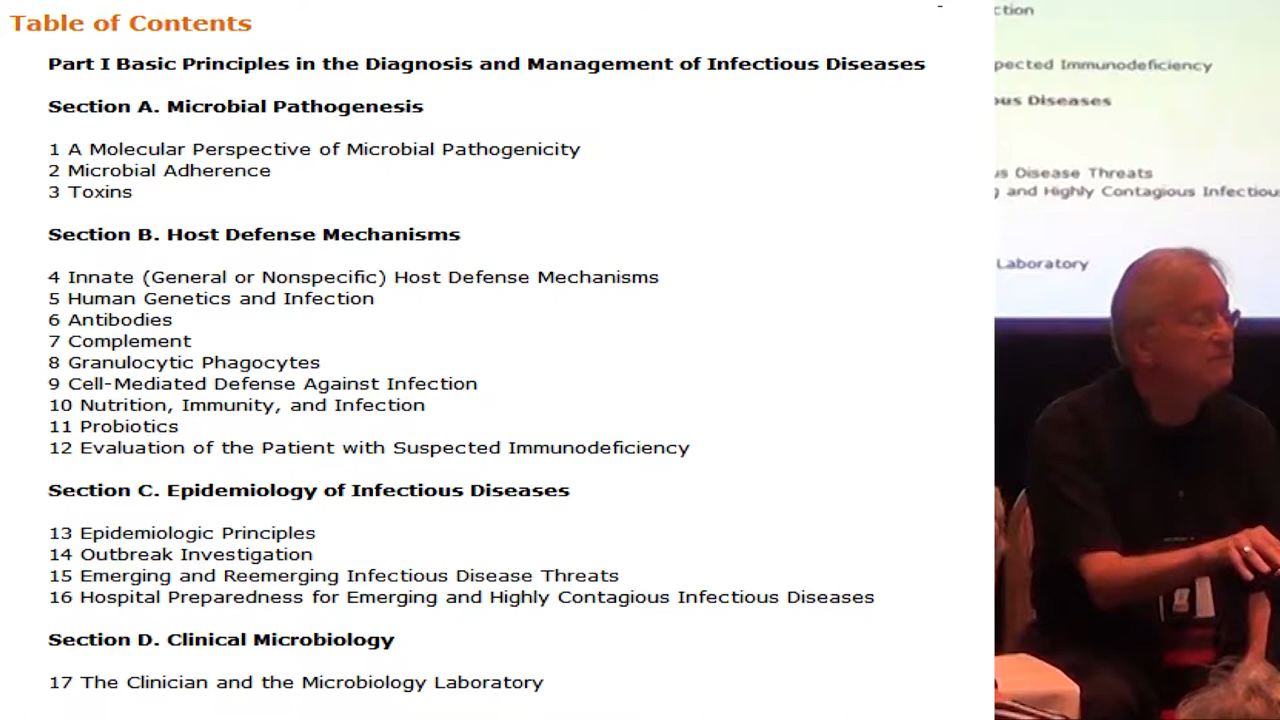 Table of Contents
Part I Basic Principles in the Diagnosis and Management of Infectious Diseases
Section A. Microbial Pathogenesis
1 A Molecular Perspective of Microbial Pathogenicity
2 Microbial Adherence
3 Toxins
Section B. Host Defense Mechanisms
4 Innate (General or Nonspecific) Host Defense Mechanisms
5 Human Genetics and Infection
6 Antibodies
7 Complement
8 Granulocytic Phagocytes
9 Cell-Mediated Defense Against Infection
10 Nutrition, Immunity, and Infection
11 Probiotics
12 Evaluation of the Patient with Suspected Immunodeficiency
Section C. Epidemiology of Infectious Diseases
13 Epidemiologic Principles
14 Outbreak Investigation
15 Emerging and Reemerging Infectious Disease Threats
16 Hospital Preparedness for Emerging and Highly Contagious Infectious Diseases
Section D. Clinical Microbiology
17 The Clinician and the Microbiology Laboratory
ction
pected Immunodeficiency
ous Diseases
us Disease Threats
g and Highly Contagious Infectious
Laboratory